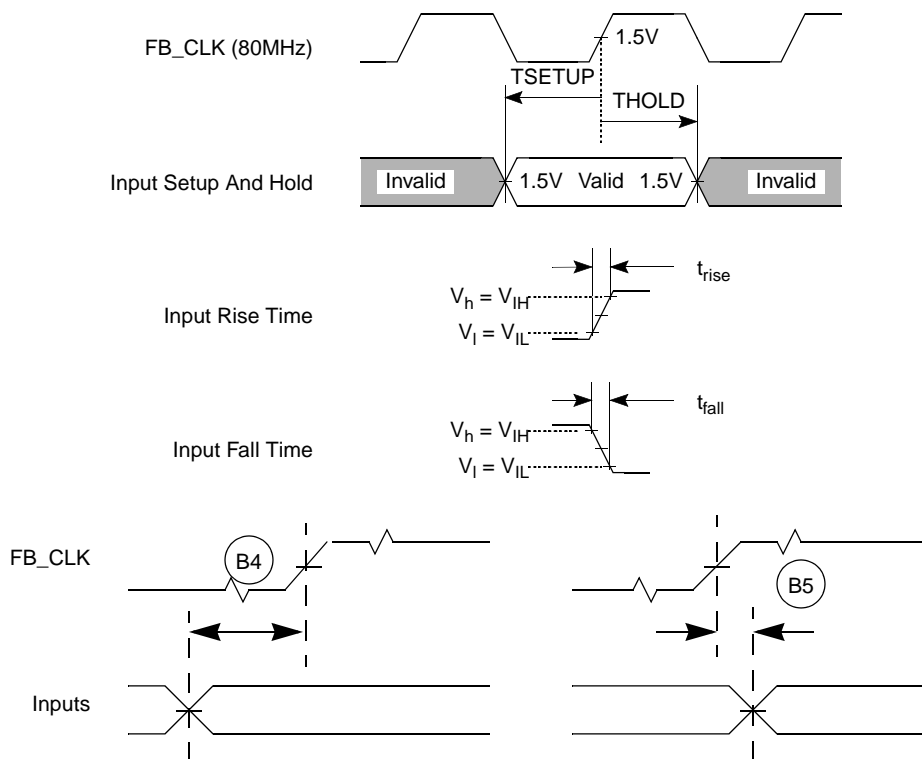 FB_CLK (80MHz)
1.5V
TSETUP
THOLD
Input Setup And Hold
Invalid
1.5V Valid 1.5V
Invalid
t_rise
Input Rise Time
V_h = V_IH
V_l = V_IL
t_fall
Input Fall Time
V_h = V_IH
V_l = V_IL
FB_CLK
B4
B5
Inputs